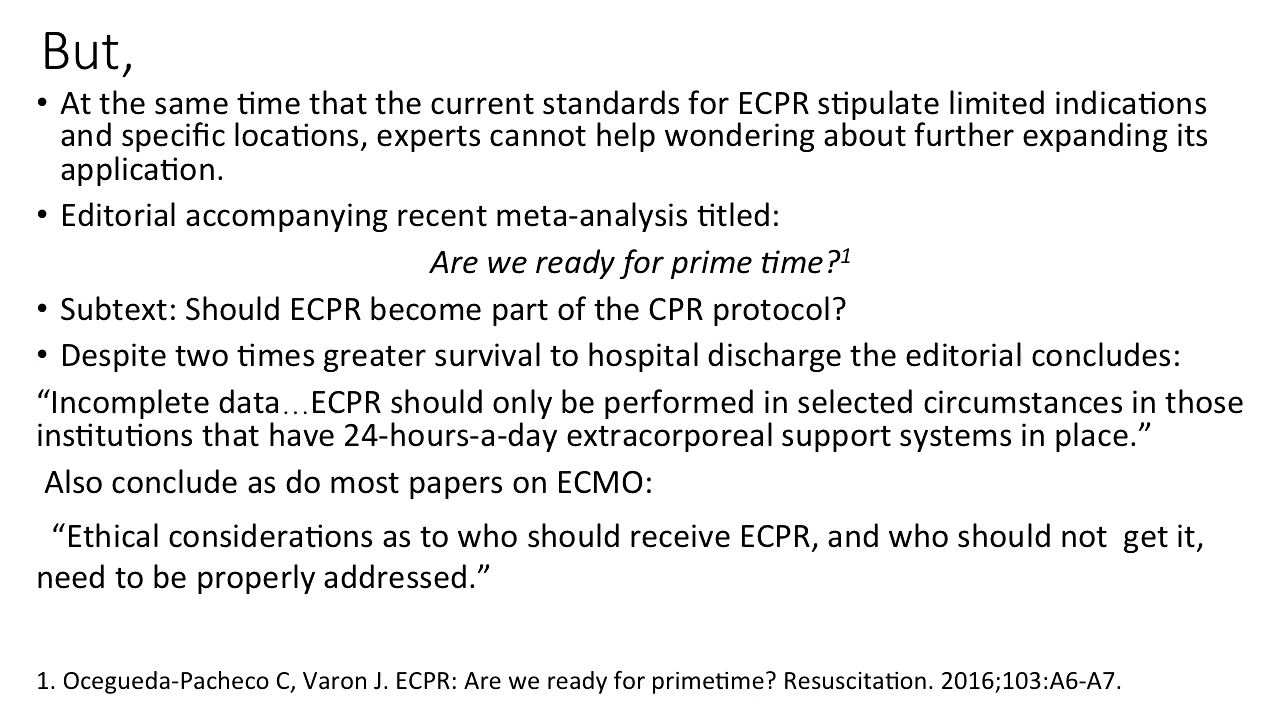 But,
• At the same time that the current standards for ECPR stipulate limited indications
and specific locations, experts cannot help wondering about further expanding its
application.
• Editorial accompanying recent meta-analysis titled:
Are we ready for prime time?1
• Subtext: Should ECPR become part of the CPR protocol?
• Despite two times greater survival to hospital discharge the editorial concludes:
“Incomplete data…ECPR should only be performed in selected circumstances in those
institutions that have 24-hours-a-day extracorporeal support systems in place.”
Also conclude as do most papers on ECMO:
“Ethical considerations as to who should receive ECPR, and who should not  get it,
need to be properly addressed.”
1. Ocegueda-Pacheco C, Varon J. ECPR: Are we ready for primetime? Resuscitation. 2016;103:A6-A7.